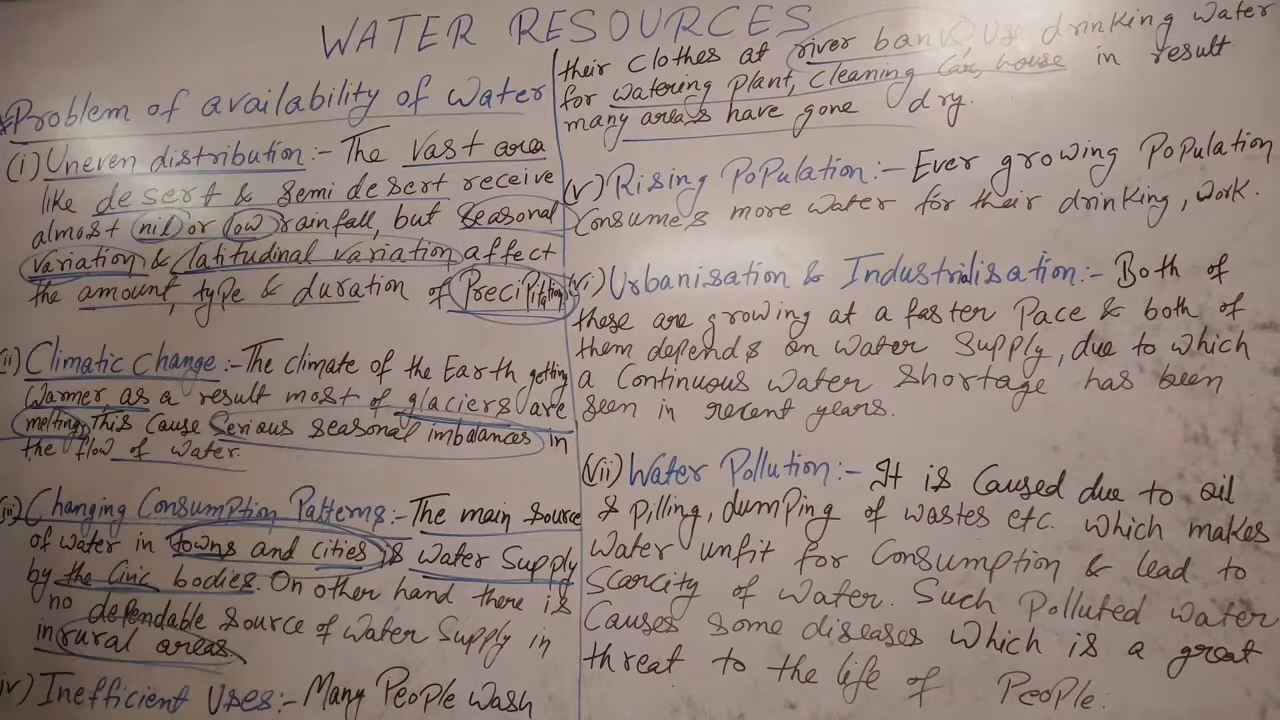 WATER RESOURCES
*Problem of availability of water
(i) Uneven distribution:- The vast area
like desert & semi desert receive
almost nil or low rainfall, but seasonal
variation & latitudinal variation affect
the amount, type & duration of Precipitation
(ii) Climatic change:- The climate of the Earth getting
warmer, as a result most of glaciers are
melting, This cause serious seasonal imbalances in
the flow of water.
(iii) Changing Consumption Patterns:- The main source
of water in towns and cities is water supply
by the civic bodies. On other hand there is
no dependable source of water supply in
in rural areas.
iv) Inefficient Uses:- Many People wash
their clothes at river bank, use drinking water
for watering plant, cleaning car, house in result
many areas have gone dry.
(v) Rising Population:- Ever growing Population
Consumes more water for their drinking, work.
(vi) Urbanisation & Industrialisation:- Both of
these are growing at a faster Pace & both of
them depends on water supply, due to which
a Continuous water shortage has been
seen in recent years.
(vii) Water Pollution:- It is caused due to oil
spilling, dumping of wastes etc. which makes
water unfit for Consumption & lead to
Scarcity of water. Such Polluted water
Causes some diseases which is a great
threat to the life of People.